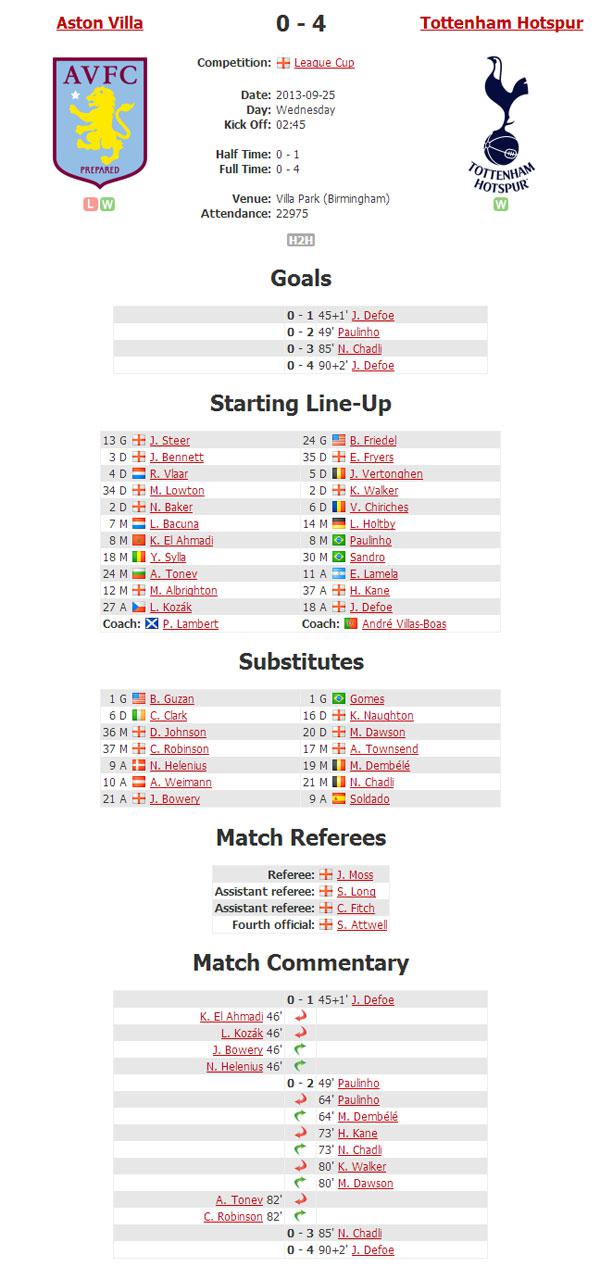 Aston Villa 0 - 4 Tottenham Hotspur
AVFC
PREPARED
TOTTENHAM
HOTSPUR
L W
W
Competition: League Cup
Date: 2013-09-25
Day: Wednesday
Kick Off: 02:45
Half Time: 0 - 1
Full Time: 0 - 4
Venue: Villa Park (Birmingham)
Attendance: 22975
H2H
Goals
0 - 1 45+1' J. Defoe
0 - 2 49' Paulinho
0 - 3 85' N. Chadli
0 - 4 90+2' J. Defoe
Starting Line-Up
13 G J. Steer 24 G B. Friedel
3 D J. Bennett 35 D E. Fryers
4 D R. Vlaar 5 D J. Vertonghen
34 D M. Lowton 2 D K. Walker
2 D N. Baker 6 D V. Chiriches
7 M L. Bacuna 14 M L. Holtby
8 M K. El Ahmadi 8 M Paulinho
18 M Y. Sylla 30 M Sandro
24 M A. Tonev 11 A E. Lamela
12 M M. Albrighton 37 A H. Kane
27 A L. Kozák 18 A J. Defoe
Coach: P. Lambert Coach: André Villas-Boas
Substitutes
1 G B. Guzan 1 G Gomes
6 D C. Clark 16 D K. Naughton
36 M D. Johnson 20 D M. Dawson
37 M C. Robinson 17 M A. Townsend
9 A N. Helenius 19 M M. Dembélé
10 A A. Weimann 21 M N. Chadli
21 A J. Bowery 9 A Soldado
Match Referees
Referee: J. Moss
Assistant referee: S. Long
Assistant referee: C. Fitch
Fourth official: S. Attwell
Match Commentary
0 - 1 45+1' J. Defoe
K. El Ahmadi 46'
L. Kozák 46'
J. Bowery 46'
N. Helenius 46'
0 - 2 49' Paulinho
64' Paulinho
64' M. Dembélé
73' H. Kane
73' N. Chadli
80' K. Walker
80' M. Dawson
A. Tonev 82'
C. Robinson 82'
0 - 3 85' N. Chadli
0 - 4 90+2' J. Defoe